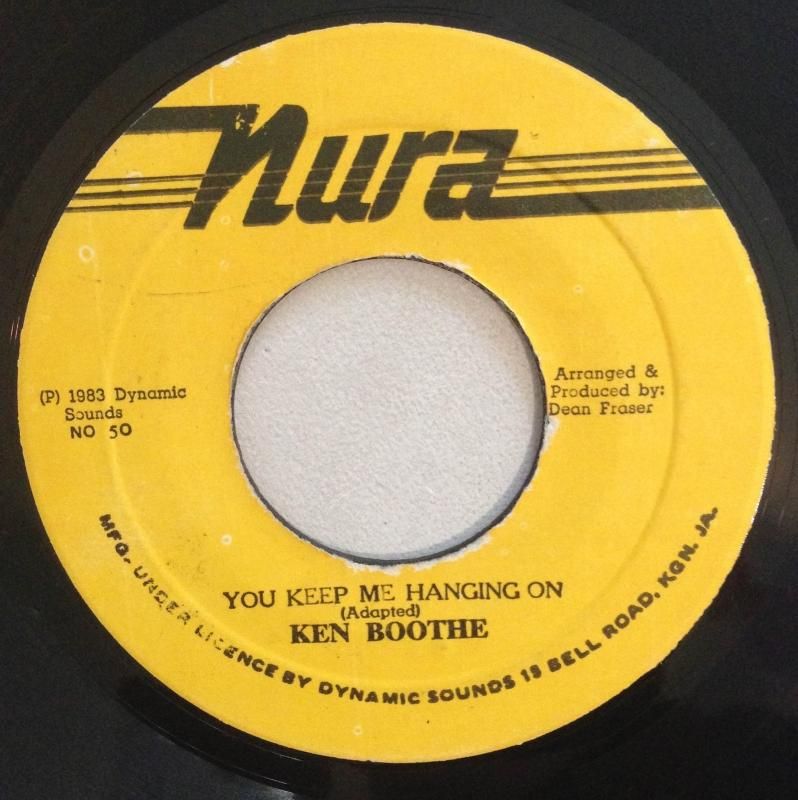 Nura
(P) 1983 Dynamic
Sounds
NO 50
Arranged &
Produced by:
Dean Fraser
YOU KEEP ME HANGING ON
(Adapted)
KEN BOOTHE
MFG. UNDER LICENCE BY DYNAMIC SOUNDS 15 BELL ROAD, KGN. JA.